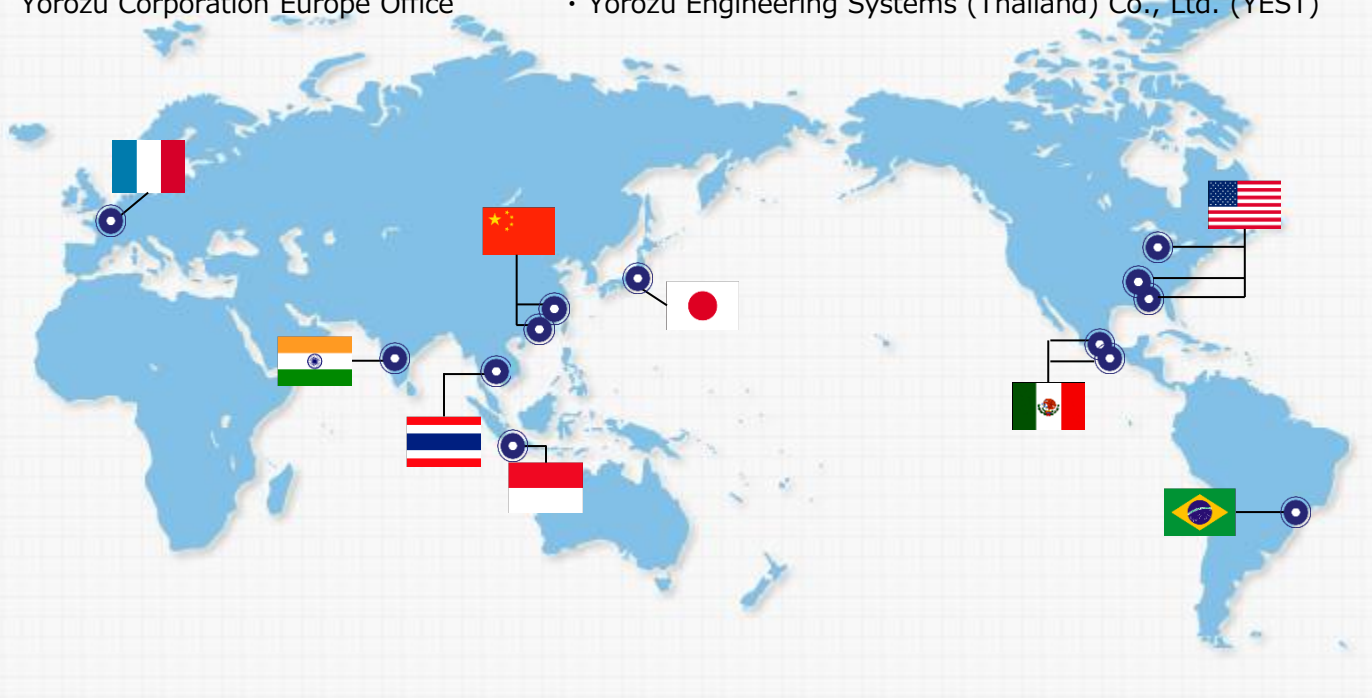 Yorozu Corporation Europe Office
・Yorozu Engineering Systems (Thailand) Co., Ltd. (YEST)